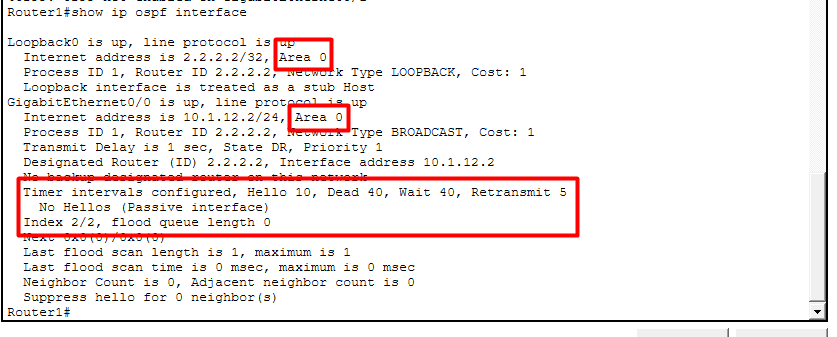 Router1#show ip ospf interface
Loopback0 is up, line protocol is up
Internet address is 2.2.2.2/32, Area 0
Process ID 1, Router ID 2.2.2.2, Network Type LOOPBACK, Cost: 1
Loopback interface is treated as a stub Host
GigabitEthernet0/0 is up, line protocol is up
Internet address is 10.1.12.2/24, Area 0
Process ID 1, Router ID 2.2.2.2, Network Type BROADCAST, Cost: 1
Transmit Delay is 1 sec, State DR, Priority 1
Designated Router (ID) 2.2.2.2, Interface address 10.1.12.2
No backup designated router on this network
Timer intervals configured, Hello 10, Dead 40, Wait 40, Retransmit 5
No Hellos (Passive interface)
Index 2/2, flood queue length 0
Next 0x0(0)/0x0(0)
Last flood scan length is 1, maximum is 1
Last flood scan time is 0 msec, maximum is 0 msec
Neighbor Count is 0, Adjacent neighbor count is 0
Suppress hello for 0 neighbor(s)
Router1#